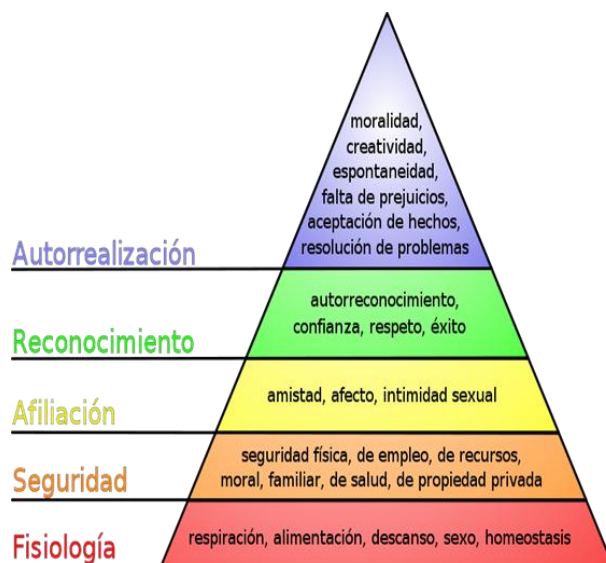 moralidad,
creatividad,
espontaneidad,
falta de prejuicios,
aceptación de hechos,
resolución de problemas
Autorrealización
autorreconocimiento,
confianza, respeto, éxito
Reconocimiento
amistad, afecto, intimidad sexual
Afiliación
seguridad física, de empleo, de recursos,
moral, familiar, de salud, de propiedad privada
Seguridad
respiración, alimentación, descanso, sexo, homeostasis
Fisiología